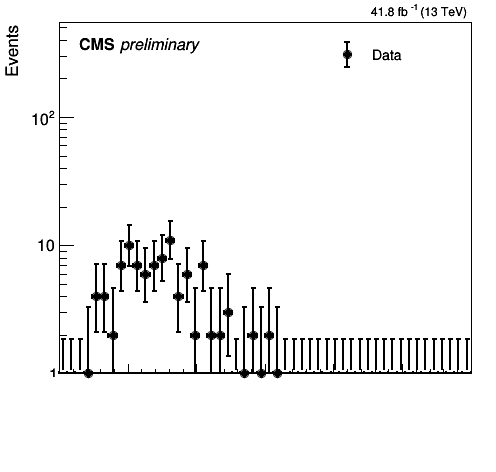 41.8 fb⁻¹ (13 TeV)
Events
CMS preliminary
Data
10²
10
1